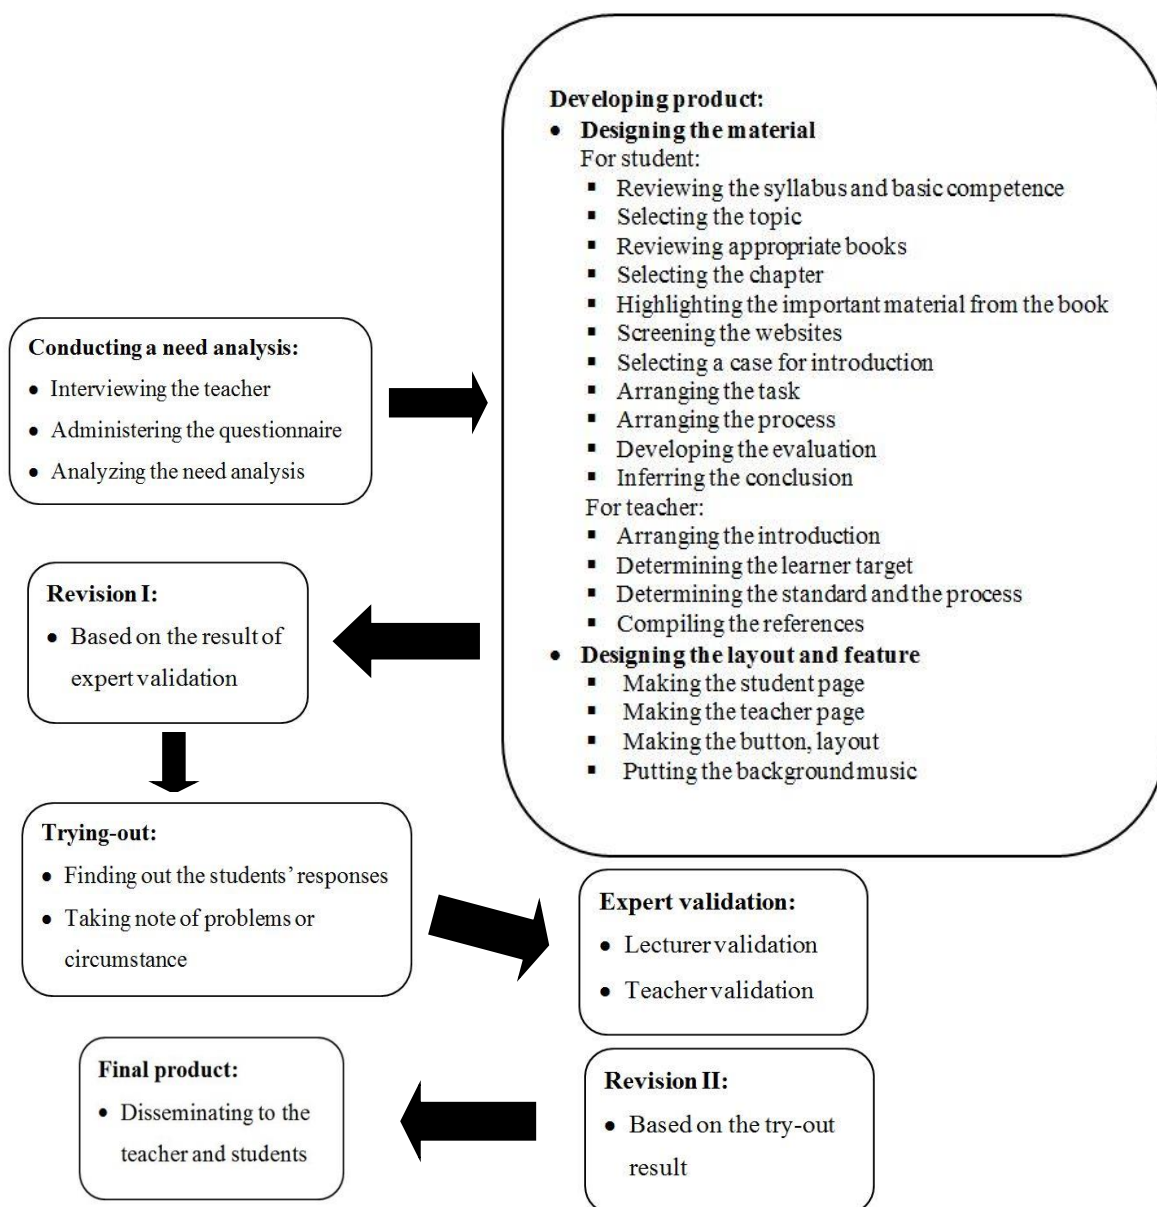 Developing product:
• Designing the material
For student:
▪ Reviewing the syllabus and basic competence
▪ Selecting the topic
▪ Reviewing appropriate books
▪ Selecting the chapter
▪ Highlighting the important material from the book
▪ Screening the websites
▪ Selecting a case for introduction
▪ Arranging the task
▪ Arranging the process
▪ Developing the evaluation
▪ Inferring the conclusion
For teacher:
▪ Arranging the introduction
▪ Determining the learner target
▪ Determining the standard and the process
▪ Compiling the references
• Designing the layout and feature
▪ Making the student page
▪ Making the teacher page
▪ Making the button, layout
▪ Putting the background music
Conducting a need analysis:
• Interviewing the teacher
• Administering the questionnaire
• Analyzing the need analysis
Revision I:
• Based on the result of
expert validation
Trying-out:
• Finding out the students' responses
• Taking note of problems or
circumstance
Expert validation:
• Lecturer validation
• Teacher validation
Final product:
• Disseminating to the
teacher and students
Revision II:
• Based on the try-out
result